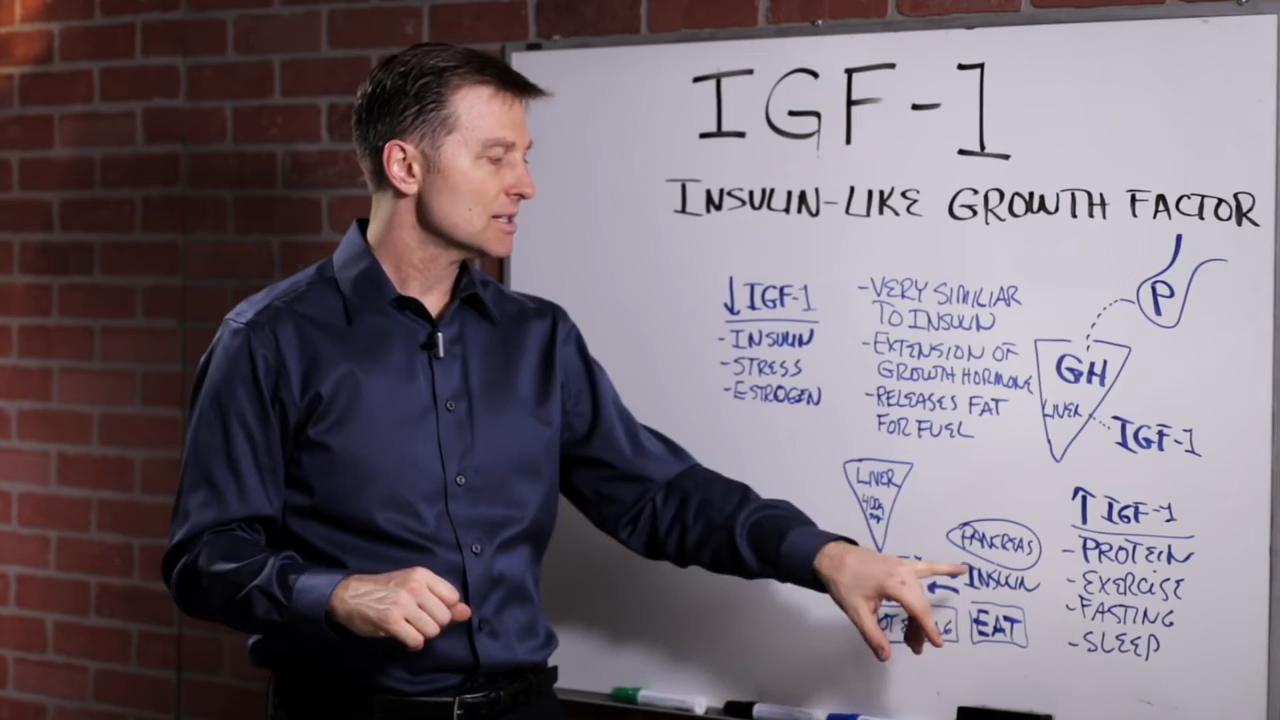 IGF-1
INSULIN-LIKE GROWTH FACTOR
↓ IGF-1
- INSULIN
- STRESS
- ESTROGEN
- VERY SIMILIAR
TO INSULIN
- EXTENSION OF
GROWTH HORMONE
- RELEASES FAT
FOR FUEL
P
GH
LIVER
IGF-1
LIVER
PANCREAS
INSULIN
EAT
↑ IGF-1
- PROTEIN
- EXERCISE
- FASTING
- SLEEP